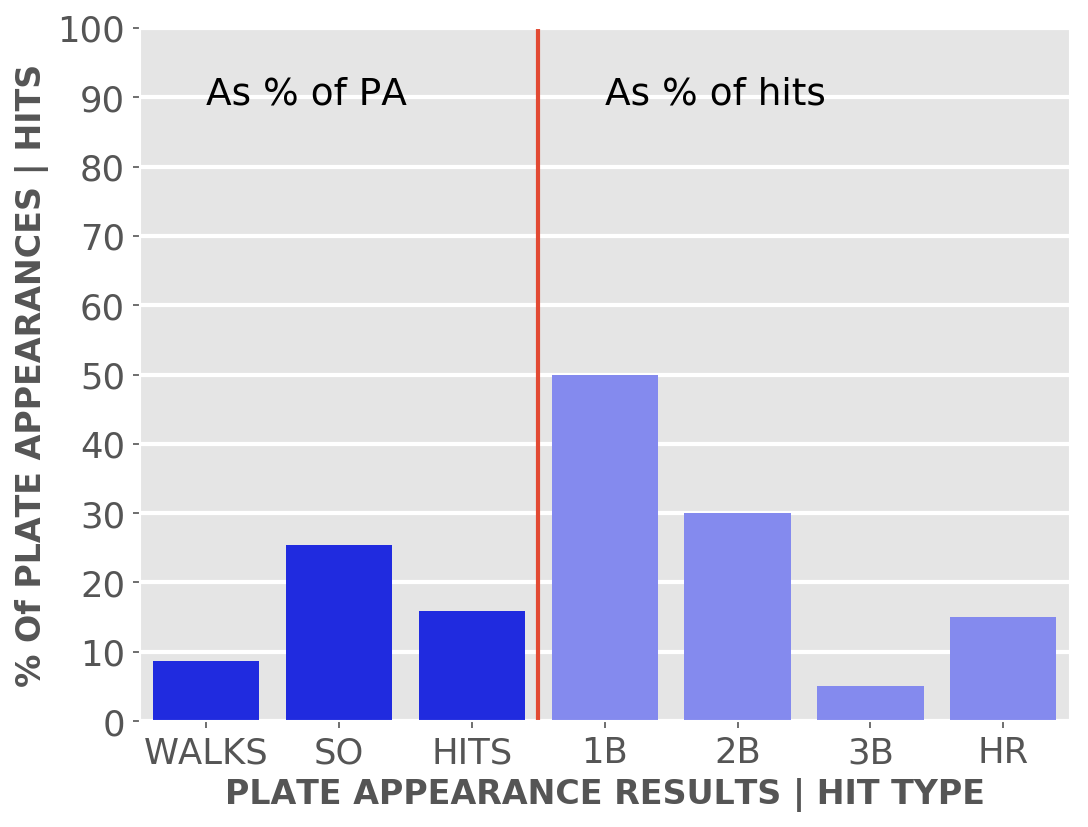 % Of PLATE APPEARANCES | HITS
100
90
80
70
60
50
40
30
20
10
0
As % of PA
As % of hits
WALKS SO HITS 1B 2B 3B HR
PLATE APPEARANCE RESULTS | HIT TYPE